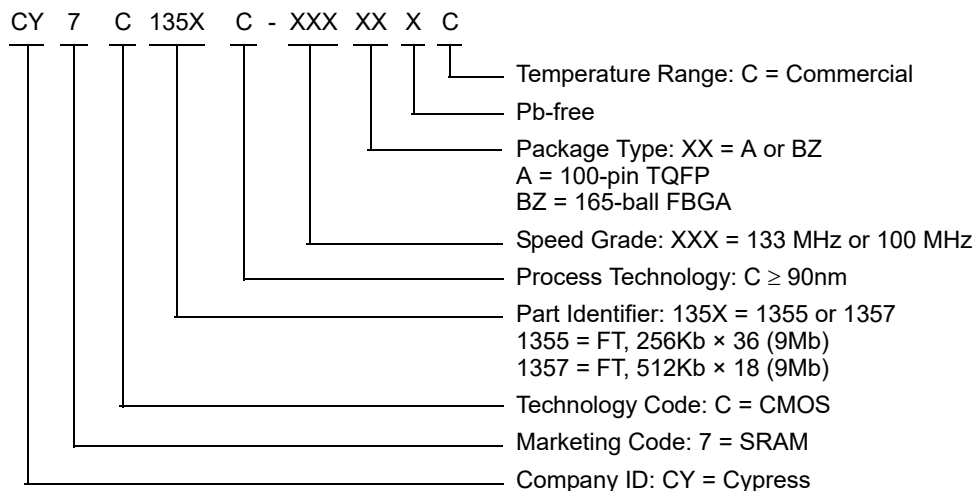 CY 7 C 135X C - XXX XX X C
Temperature Range: C = Commercial
Pb-free
Package Type: XX = A or BZ
A = 100-pin TQFP
BZ = 165-ball FBGA
Speed Grade: XXX = 133 MHz or 100 MHz
Process Technology: C ≥ 90nm
Part Identifier: 135X = 1355 or 1357
1355 = FT, 256Kb × 36 (9Mb)
1357 = FT, 512Kb × 18 (9Mb)
Technology Code: C = CMOS
Marketing Code: 7 = SRAM
Company ID: CY = Cypress